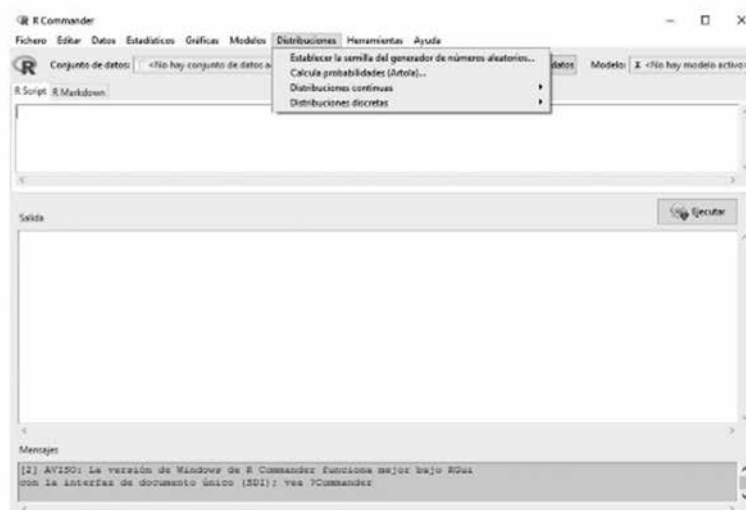 R Commander
Fichero Editar Datos Estadísticos Gráficas Modelos Distribuciones Herramientas Ayuda
Establecer la semilla del generador de números aleatorios...
R Conjunto de datos: <No hay conjunto de datos a datos Modelo: Σ <No hay modelo activo>
Calcula probabilidades (Artola)...
R Script R Markdown
Distribuciones continuas
Distribuciones discretas
Ejecutar
Salida
Mensajes
[2] AVISO: La versión de Windows de R Commander funciona mejor bajo RGui
con la interfaz de documento único (SDI); vea ?Commander